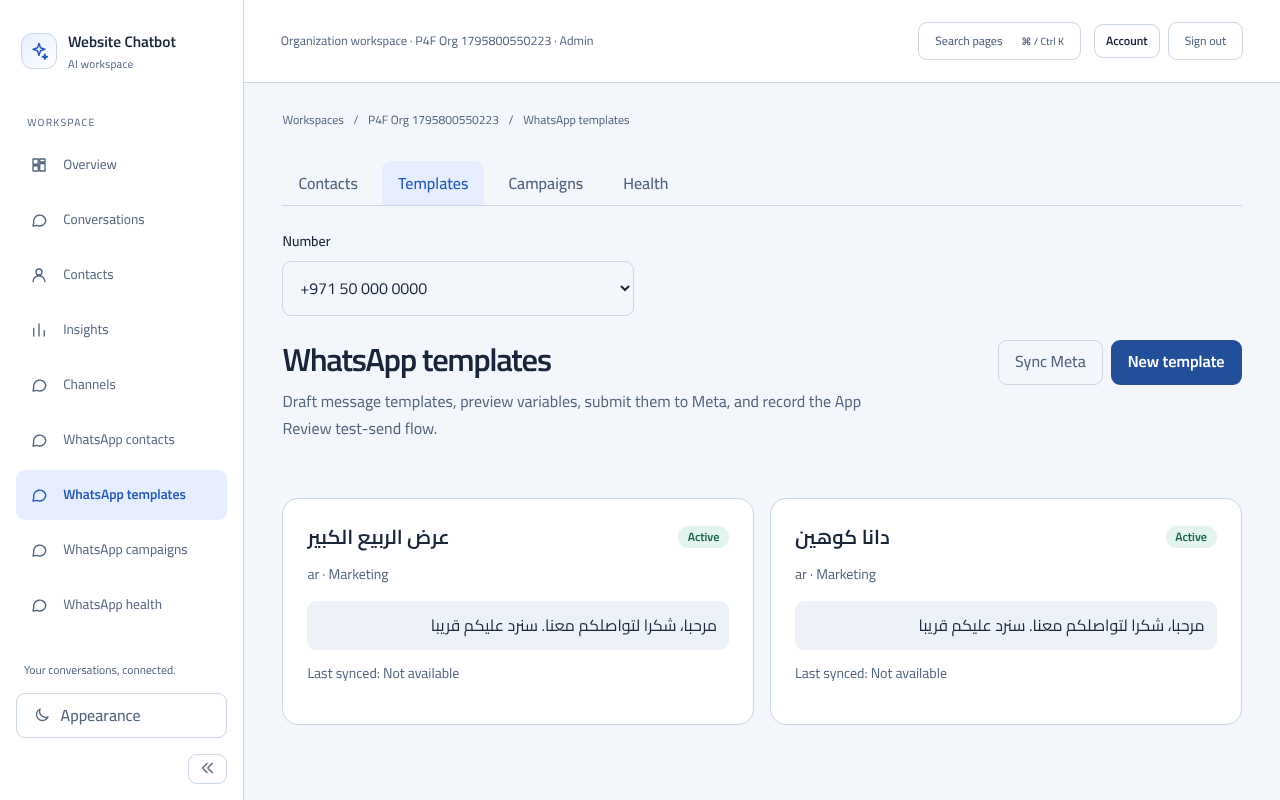 Website Chatbot
AI workspace
Organization workspace · P4F Org 1795800550223 · Admin
Search pages ⌘ / Ctrl K
Account
Sign out
WORKSPACE
Overview
Conversations
Contacts
Insights
Channels
WhatsApp contacts
WhatsApp templates
WhatsApp campaigns
WhatsApp health
Your conversations, connected.
Appearance
Workspaces / P4F Org 1795800550223 / WhatsApp templates
Contacts
Templates
Campaigns
Health
Number
+971 50 000 0000
WhatsApp templates
Sync Meta
New template
Draft message templates, preview variables, submit them to Meta, and record the App
Review test-send flow.
عرض الربيع الكبير
Active
ar · Marketing
مرحبا، شكرا لتواصلكم معنا. سنرد عليكم قريبا
Last synced: Not available
دانا كوهين
Active
ar · Marketing
مرحبا، شكرا لتواصلكم معنا. سنرد عليكم قريبا
Last synced: Not available